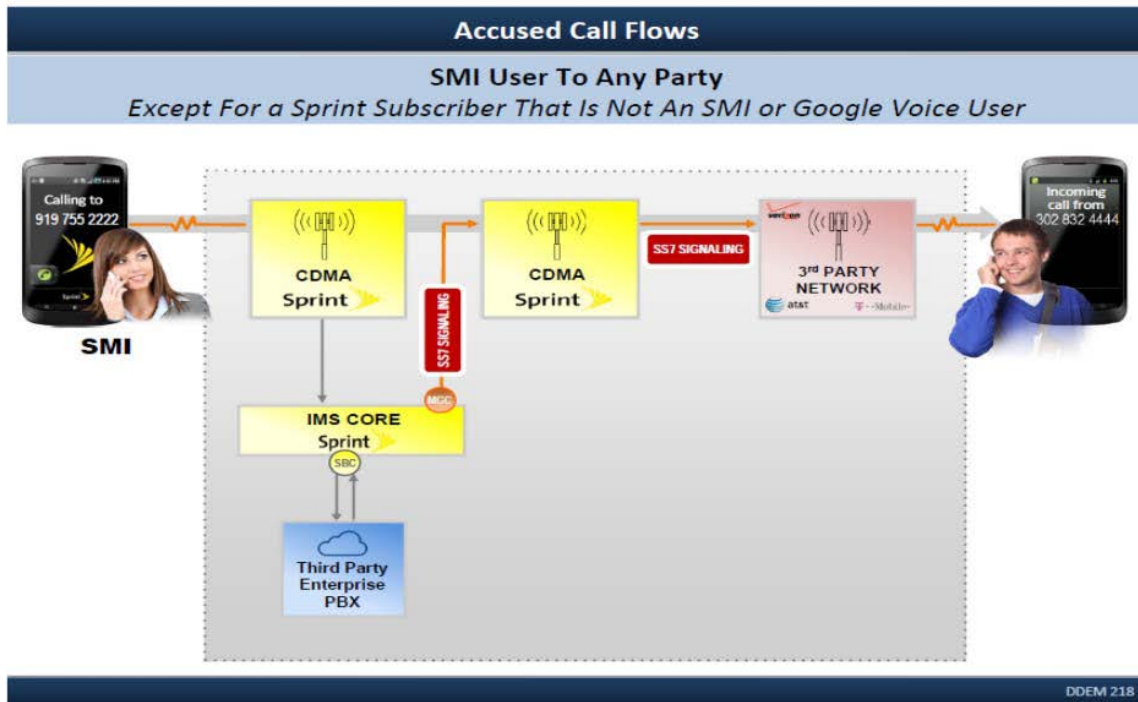 Accused Call Flows
SMI User To Any Party
Except For a Sprint Subscriber That Is Not An SMI or Google Voice User
Calling to
919 755 2222
Sprint
SMI
CDMA
Sprint
CDMA
Sprint
SS7 SIGNALING
SS7 SIGNALING
verizon
3rd PARTY
NETWORK
at&t
T-Mobile
Incoming
call from
302 832 4444
MGC
IMS CORE
Sprint
SBC
Third Party
Enterprise
PBX
DDEM 218